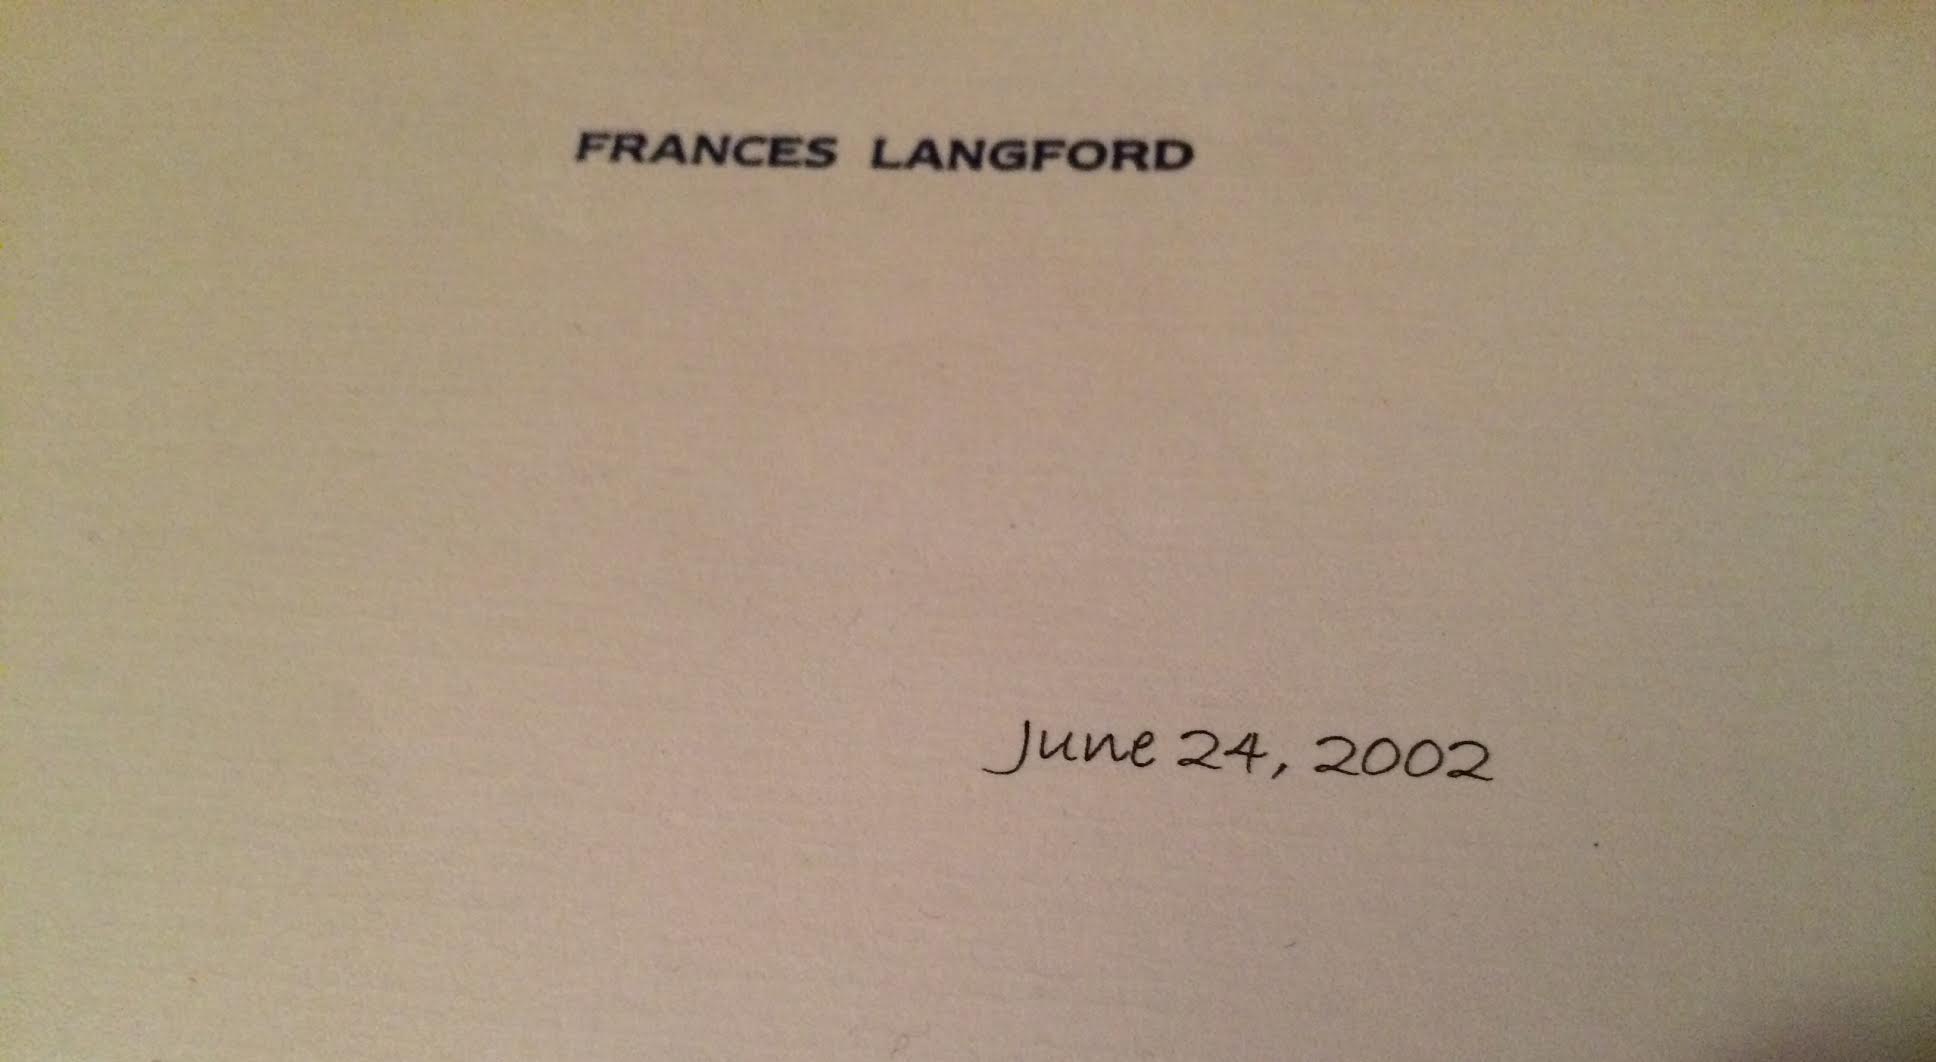 FRANCES LANGFORD
June 24, 2002